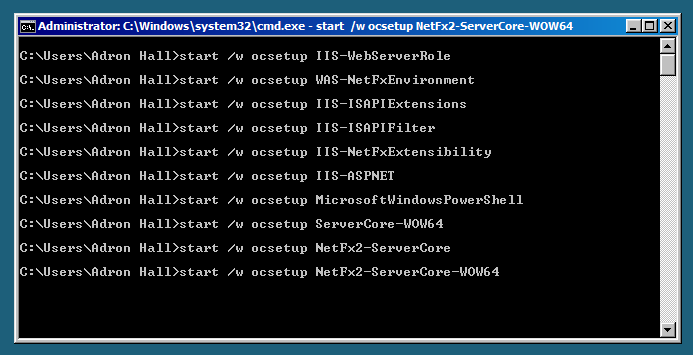 Administrator: C:\Windows\system32\cmd.exe - start /w ocsetup NetFx2-ServerCore-WOW64
C:\Users\Adron Hall>start /w ocsetup IIS-WebServerRole
C:\Users\Adron Hall>start /w ocsetup WAS-NetFxEnvironment
C:\Users\Adron Hall>start /w ocsetup IIS-ISAPIExtensions
C:\Users\Adron Hall>start /w ocsetup IIS-ISAPIFilter
C:\Users\Adron Hall>start /w ocsetup IIS-NetFxExtensibility
C:\Users\Adron Hall>start /w ocsetup IIS-ASPNET
C:\Users\Adron Hall>start /w ocsetup MicrosoftWindowsPowerShell
C:\Users\Adron Hall>start /w ocsetup ServerCore-WOW64
C:\Users\Adron Hall>start /w ocsetup NetFx2-ServerCore
C:\Users\Adron Hall>start /w ocsetup NetFx2-ServerCore-WOW64